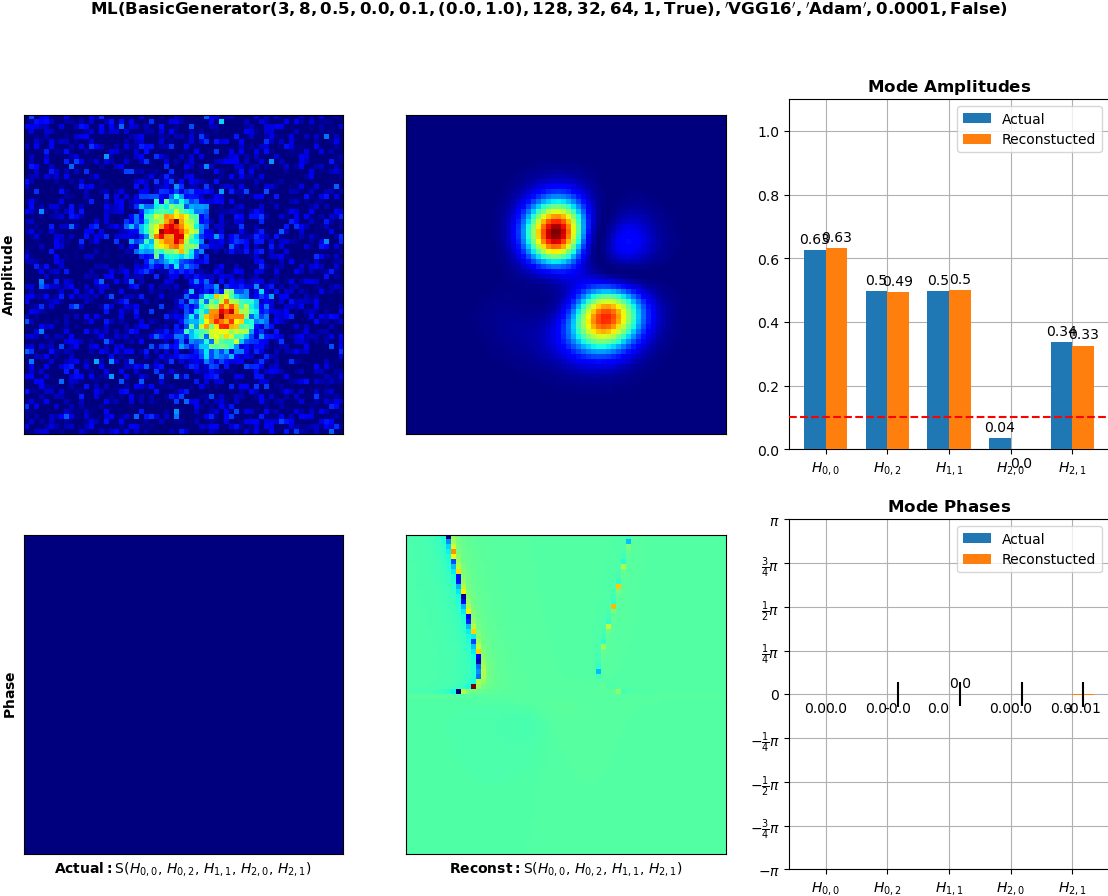 ML(BasicGenerator(3, 8, 0.5, 0.0, 0.1, (0.0, 1.0), 128, 32, 64, 1, True), ′VGG16′, ′Adam′, 0.0001, False)
Amplitude
Mode Amplitudes
Actual
Reconstucted
1.0
0.8
0.6
0.4
0.2
0.0
0.63
0.63
0.5
0.49
0.5
0.5
0.04
0.0
0.34
0.33
H0,0
H0,2
H1,1
H2,0
H2,1
Phase
Mode Phases
Actual
Reconstucted
π
3/4 π
1/2 π
1/4 π
0
−1/4 π
−1/2 π
−3/4 π
−π
0.0
0.0
0.0
0.0
0.0
0.0
0.0
0.0
0.0
0.01
H0,0
H0,2
H1,1
H2,0
H2,1
Actual: S(H0,0, H0,2, H1,1, H2,0, H2,1)
Reconst: S(H0,0, H0,2, H1,1, H2,1)